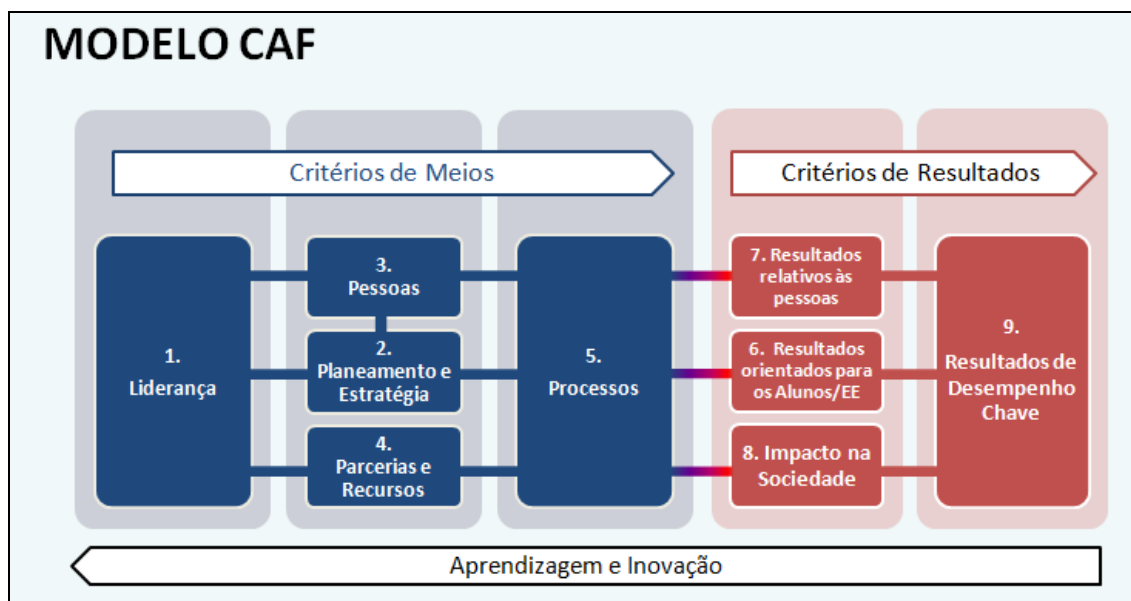 MODELO CAF
Critérios de Meios
Critérios de Resultados
1.
Liderança
3.
Pessoas
2.
Planeamento e
Estratégia
4.
Parcerias e
Recursos
5.
Processos
7. Resultados
relativos às
pessoas
6. Resultados
orientados para
os Alunos/EE
8. Impacto na
Sociedade
9.
Resultados de
Desempenho
Chave
Aprendizagem e Inovação